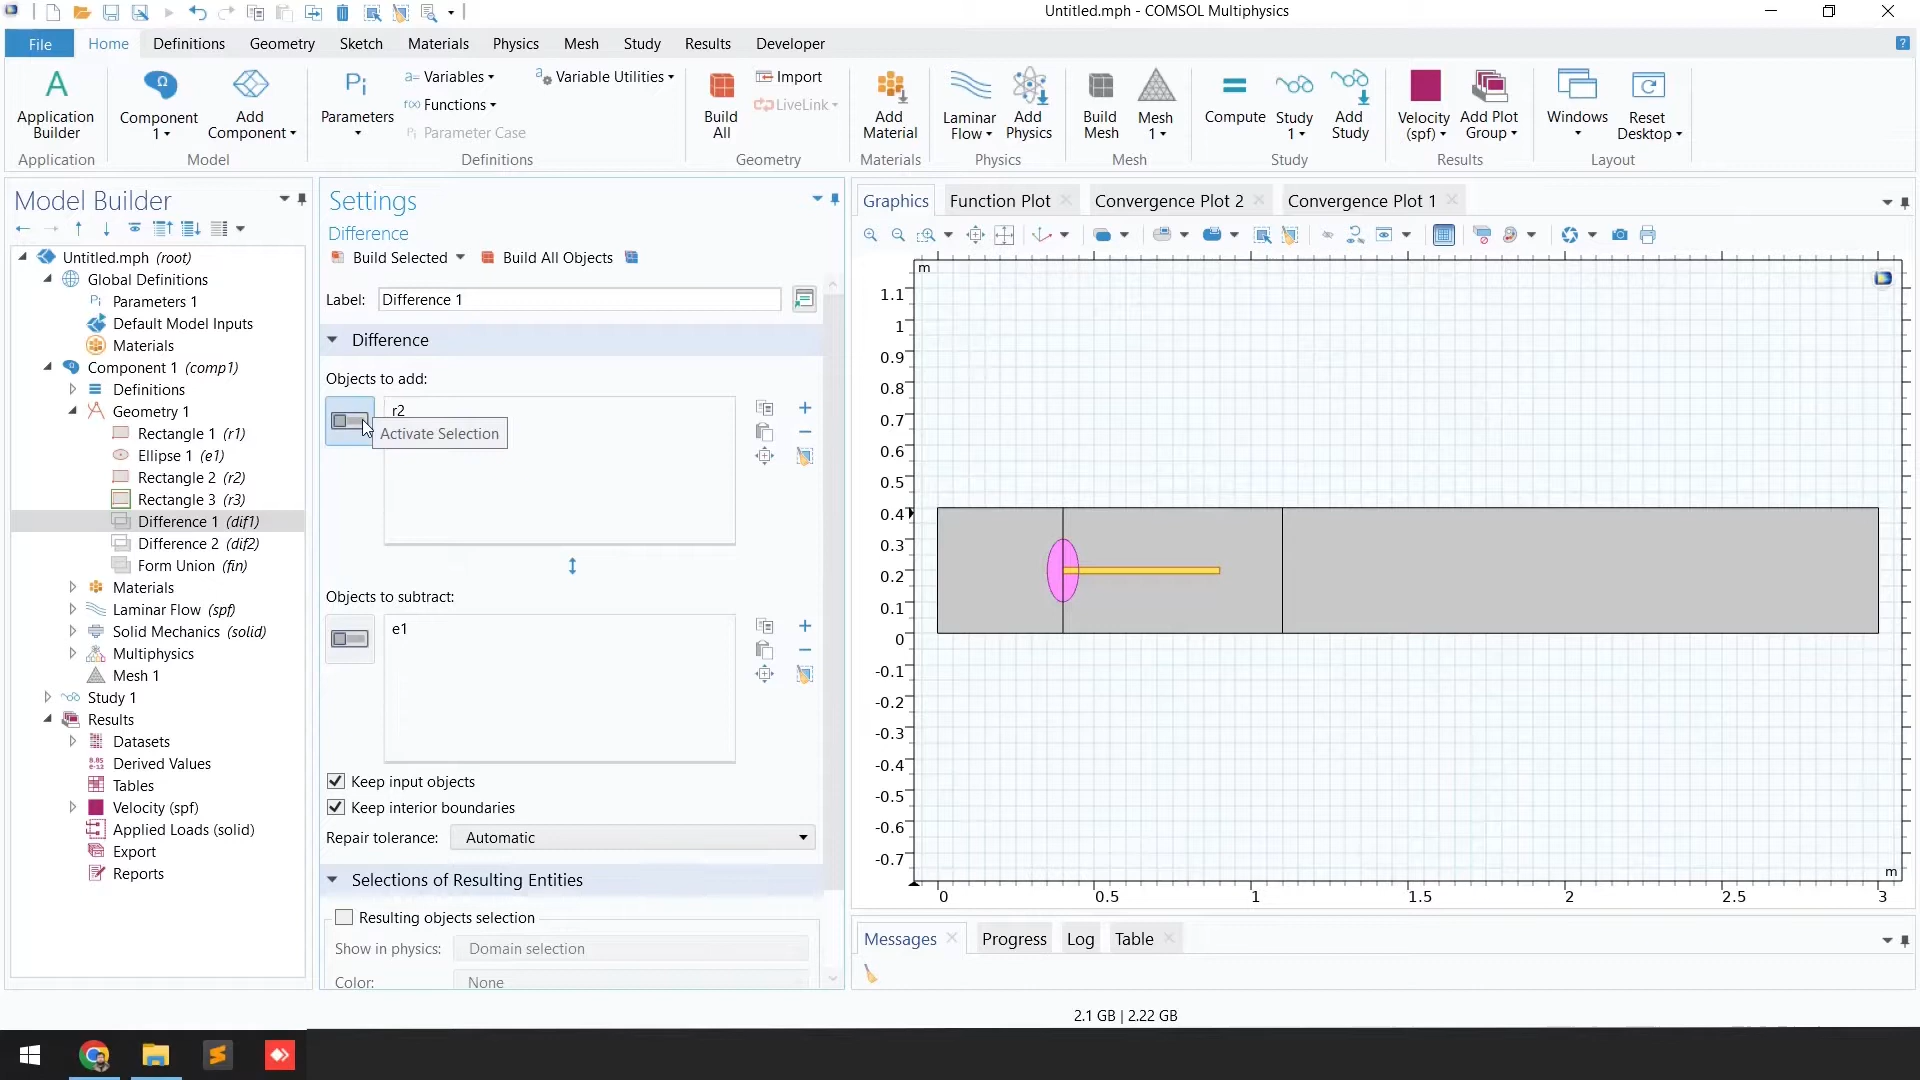 Untitled.mph - COMSOL Multiphysics
File Home Definitions Geometry Sketch Materials Physics Mesh Study Results Developer
Application Builder
Application
Component 1
Add Component
Model
Parameters
a= Variables
f(x) Functions
Pi Parameter Case
Variable Utilities
Definitions
Build All
Import
LiveLink
Geometry
Add Material
Materials
Laminar Flow
Add Physics
Physics
Build Mesh
Mesh 1
Mesh
Compute
Study 1
Add Study
Study
Velocity (spf)
Add Plot Group
Results
Windows
Reset Desktop
Layout
Model Builder
Untitled.mph (root)
Global Definitions
Pi Parameters 1
Default Model Inputs
Materials
Component 1 (comp1)
Definitions
Geometry 1
Rectangle 1 (r1)
Ellipse 1 (e1)
Rectangle 2 (r2)
Rectangle 3 (r3)
Difference 1 (dif1)
Difference 2 (dif2)
Form Union (fin)
Materials
Laminar Flow (spf)
Solid Mechanics (solid)
Multiphysics
Mesh 1
Study 1
Results
Datasets
Derived Values
Tables
Velocity (spf)
Applied Loads (solid)
Export
Reports
Settings
Difference
Build Selected Build All Objects
Label: Difference 1
Difference
Objects to add:
r2
Activate Selection
Objects to subtract:
e1
Keep input objects
Keep interior boundaries
Repair tolerance: Automatic
Selections of Resulting Entities
Resulting objects selection
Show in physics: Domain selection
Color: None
Graphics Function Plot Convergence Plot 2 Convergence Plot 1
m
1.1
1
0.9
0.8
0.7
0.6
0.5
0.4
0.3
0.2
0.1
0
-0.1
-0.2
-0.3
-0.4
-0.5
-0.6
-0.7
m
0 0.5 1 1.5 2 2.5 3
Messages Progress Log Table
2.1 GB | 2.22 GB